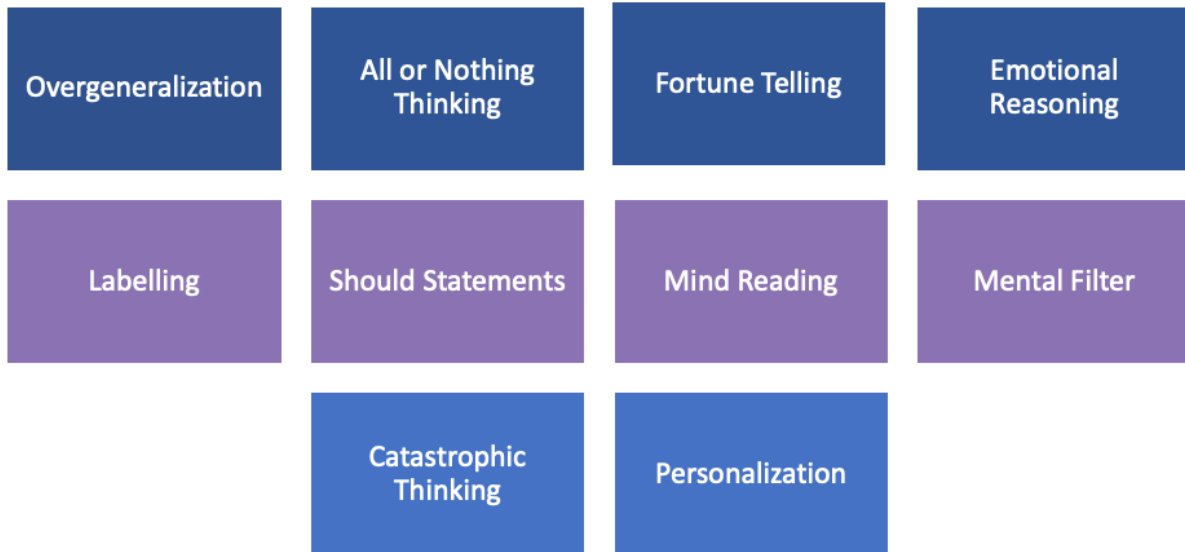 Overgeneralization
All or Nothing
Thinking
Fortune Telling
Emotional
Reasoning
Labelling
Should Statements
Mind Reading
Mental Filter
Catastrophic
Thinking
Personalization